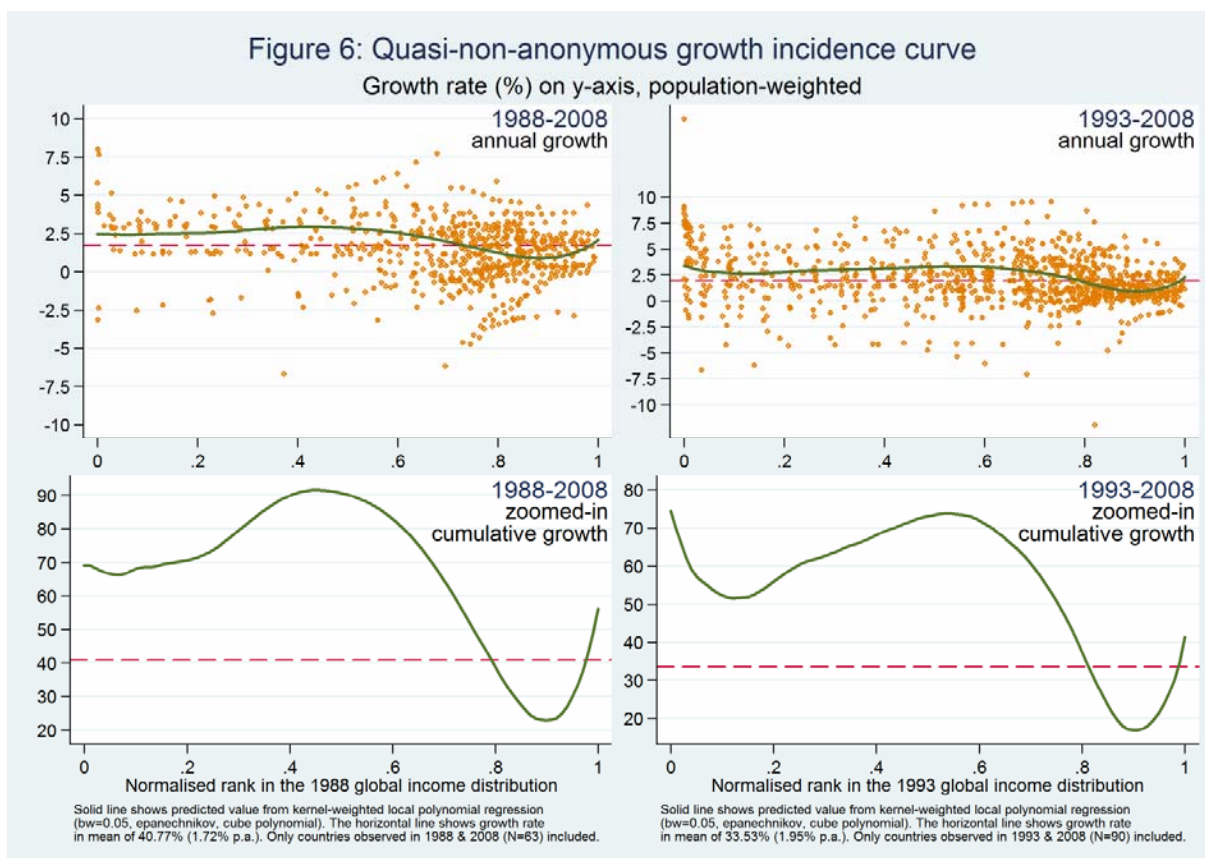 Figure 6: Quasi-non-anonymous growth incidence curve
Growth rate (%) on y-axis, population-weighted
1988-2008
annual growth
10
7.5
5
2.5
0
-2.5
-5
-7.5
-10
0 .2 .4 .6 .8 1
1993-2008
annual growth
10
7.5
5
2.5
0
-2.5
-5
-7.5
-10
0 .2 .4 .6 .8 1
1988-2008
zoomed-in
cumulative growth
90
80
70
60
50
40
30
20
0 .2 .4 .6 .8 1
Normalised rank in the 1988 global income distribution
Solid line shows predicted value from kernel-weighted local polynomial regression
(bw=0.05, epanechnikov, cube polynomial). The horizontal line shows growth rate
in mean of 40.77% (1.72% p.a.). Only countries observed in 1988 & 2008 (N=63) included.
1993-2008
zoomed-in
cumulative growth
80
70
60
50
40
30
20
0 .2 .4 .6 .8 1
Normalised rank in the 1993 global income distribution
Solid line shows predicted value from kernel-weighted local polynomial regression
(bw=0.05, epanechnikov, cube polynomial). The horizontal line shows growth rate
in mean of 33.53% (1.95% p.a.). Only countries observed in 1993 & 2008 (N=90) included.